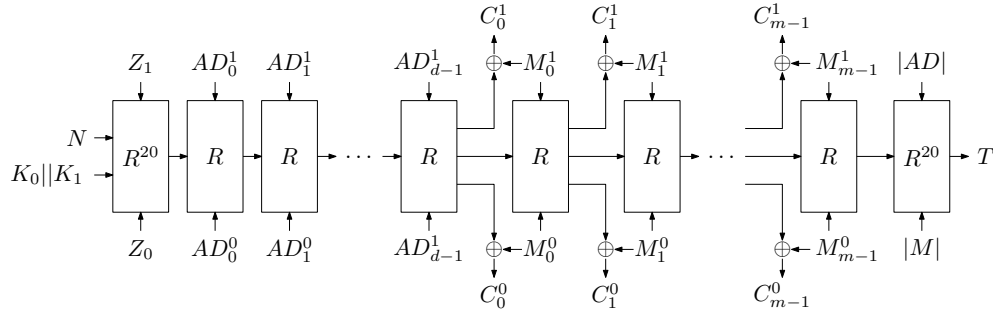 C_0^1 C_1^1 C_{m-1}^1
Z_1 AD_0^1 AD_1^1 AD_{d-1}^1 M_0^1 M_1^1 M_{m-1}^1 |AD|
N
K_0||K_1
R^{20} R R ... R R R ... R R^{20} T
Z_0 AD_0^0 AD_1^0 AD_{d-1}^1 M_0^0 M_1^0 M_{m-1}^0 |M|
C_0^0 C_1^0 C_{m-1}^0